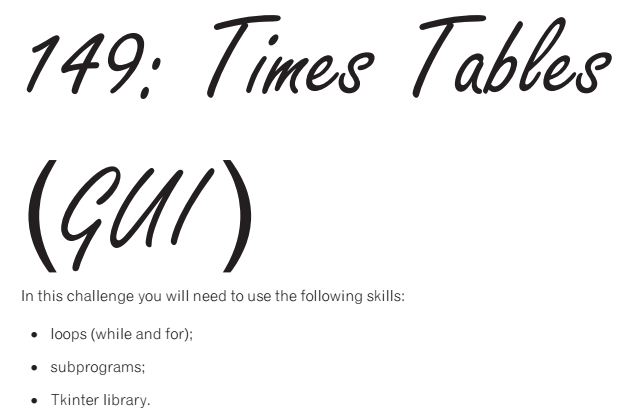 149: Times Tables
(GUI)
In this challenge you will need to use the following skills:
• loops (while and for);
• subprograms;
• Tkinter library.